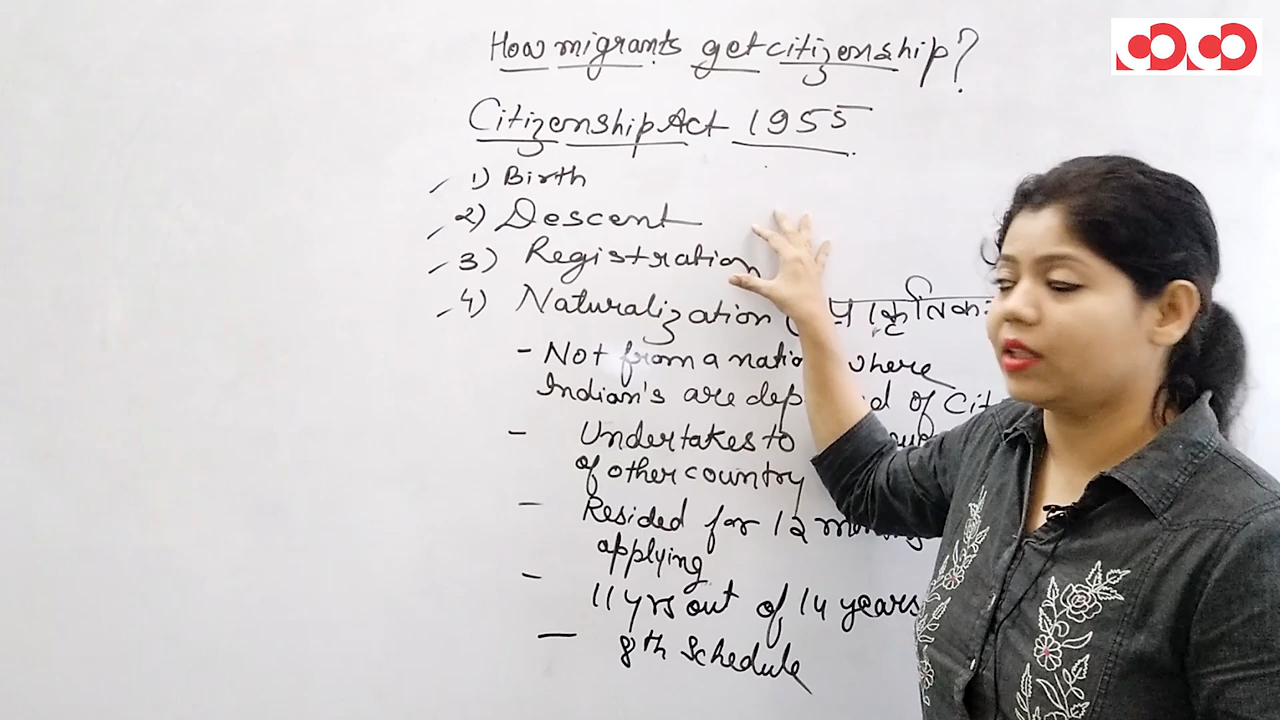 How migrants get citizenship?
Citizenship Act 1955
1) Birth
2) Descent
3) Registration
4) Naturalization
- Not from a nation where
Indian's are of
- Undertakes to
of other country
- Resided for 12
applying
- 11 yrs out of 14 years
- 8th Schedule